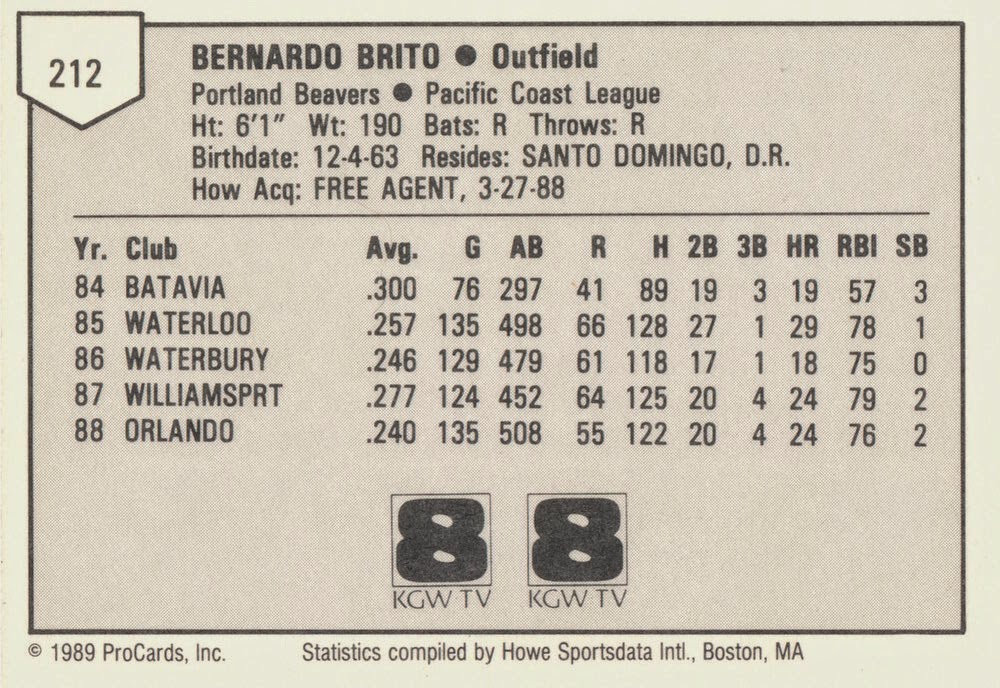 212
BERNARDO BRITO ● Outfield
Portland Beavers ● Pacific Coast League
Ht: 6'1" Wt: 190 Bats: R Throws: R
Birthdate: 12-4-63 Resides: SANTO DOMINGO, D.R.
How Acq: FREE AGENT, 3-27-88
Yr. Club Avg. G AB R H 2B 3B HR RBI SB
84 BATAVIA .300 76 297 41 89 19 3 19 57 3
85 WATERLOO .257 135 498 66 128 27 1 29 78 1
86 WATERBURY .246 129 479 61 118 17 1 18 75 0
87 WILLIAMSPRT .277 124 452 64 125 20 4 24 79 2
88 ORLANDO .240 135 508 55 122 20 4 24 76 2
8 8
KGW TV KGW TV
© 1989 ProCards, Inc. Statistics compiled by Howe Sportsdata Intl., Boston, MA